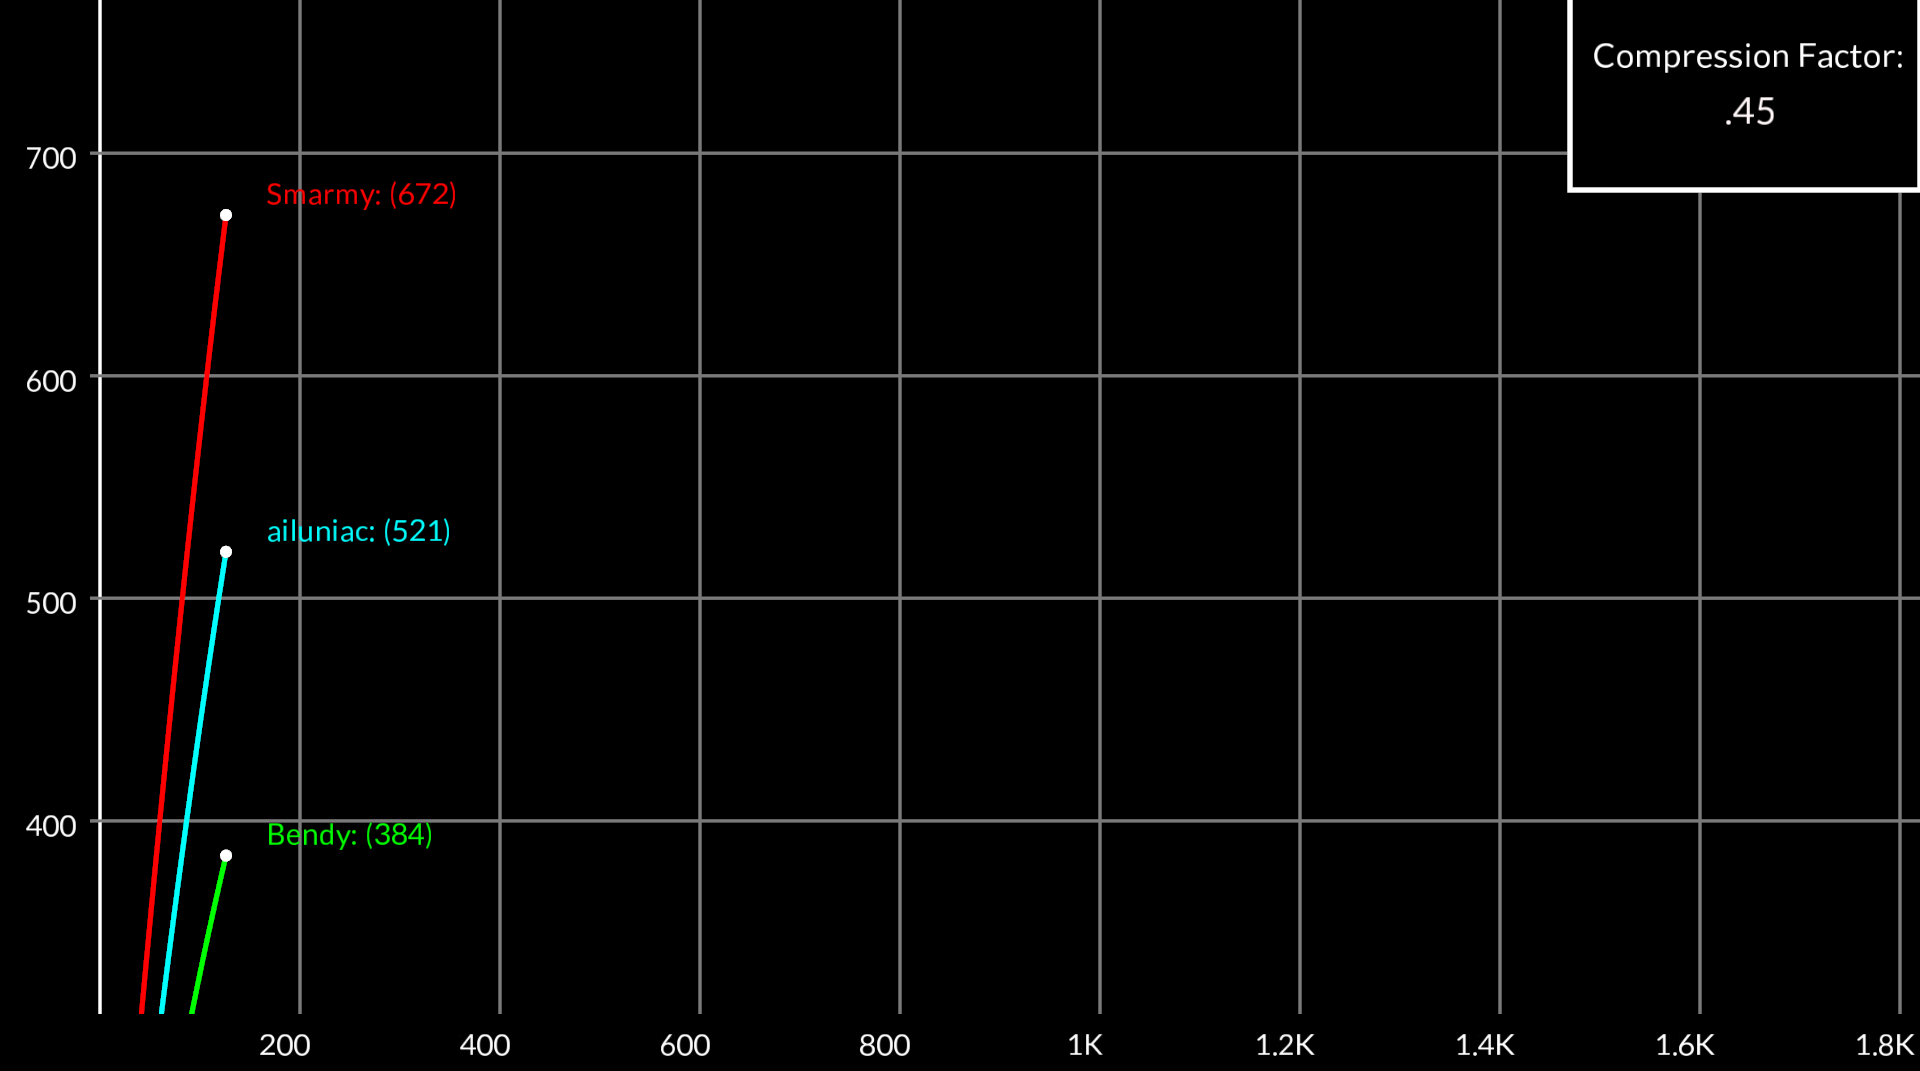 Compression Factor:
.45
700
Smarmy: (672)
600
ailuniac: (521)
500
400
Bendy: (384)
200 400 600 800 1K 1.2K 1.4K 1.6K 1.8K